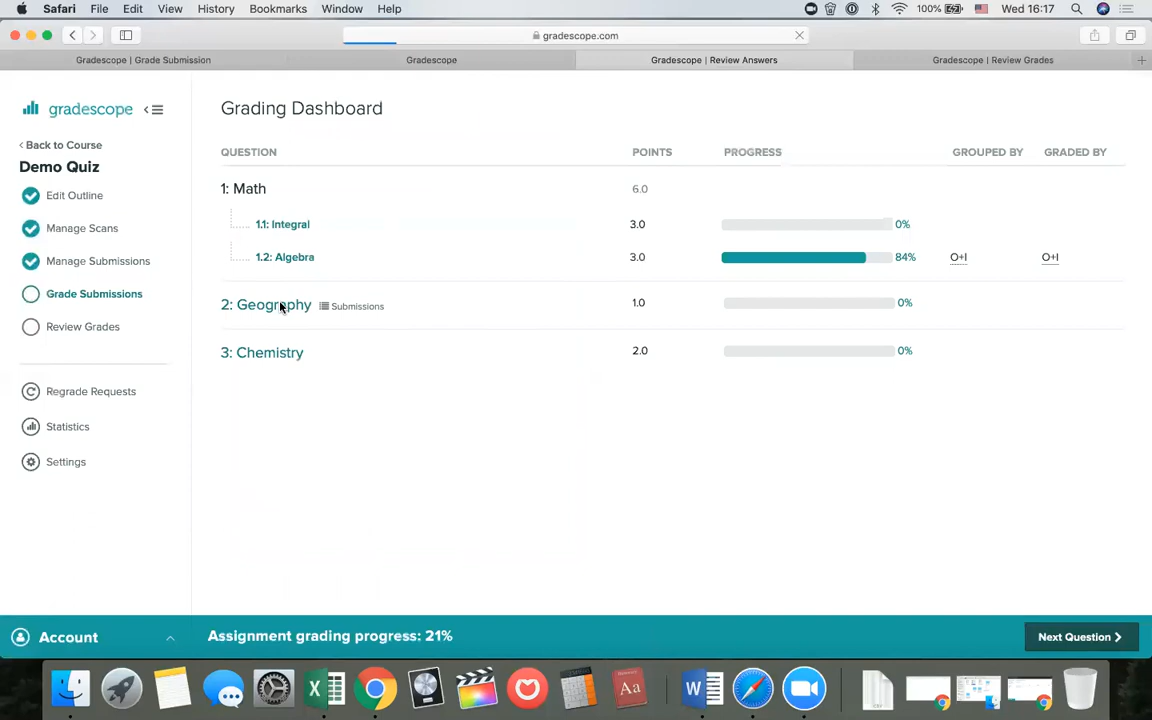 Safari File Edit View History Bookmarks Window Help 100% Wed 16:17
gradescope.com
Gradescope | Grade Submission Gradescope Gradescope | Review Answers Gradescope | Review Grades
gradescope
Grading Dashboard
< Back to Course
Demo Quiz
Edit Outline
Manage Scans
Manage Submissions
Grade Submissions
Review Grades
Regrade Requests
Statistics
Settings
QUESTION POINTS PROGRESS GROUPED BY GRADED BY
1: Math 6.0
1.1: Integral 3.0 0%
1.2: Algebra 3.0 84% O+I O+I
2: Geography Submissions 1.0 0%
3: Chemistry 2.0 0%
Account Assignment grading progress: 21% Next Question
Aa